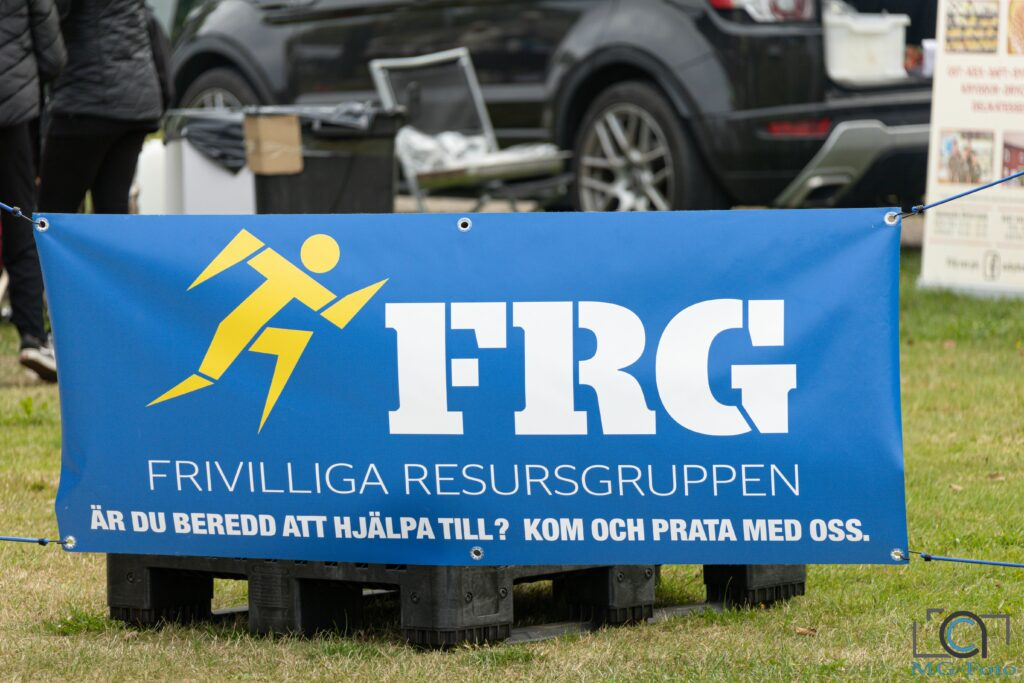 FRG
FRIVILLIGA RESURSGRUPPEN
ÄR DU BEREDD ATT HJÄLPA TILL? KOM OCH PRATA MED OSS.
MG Foto